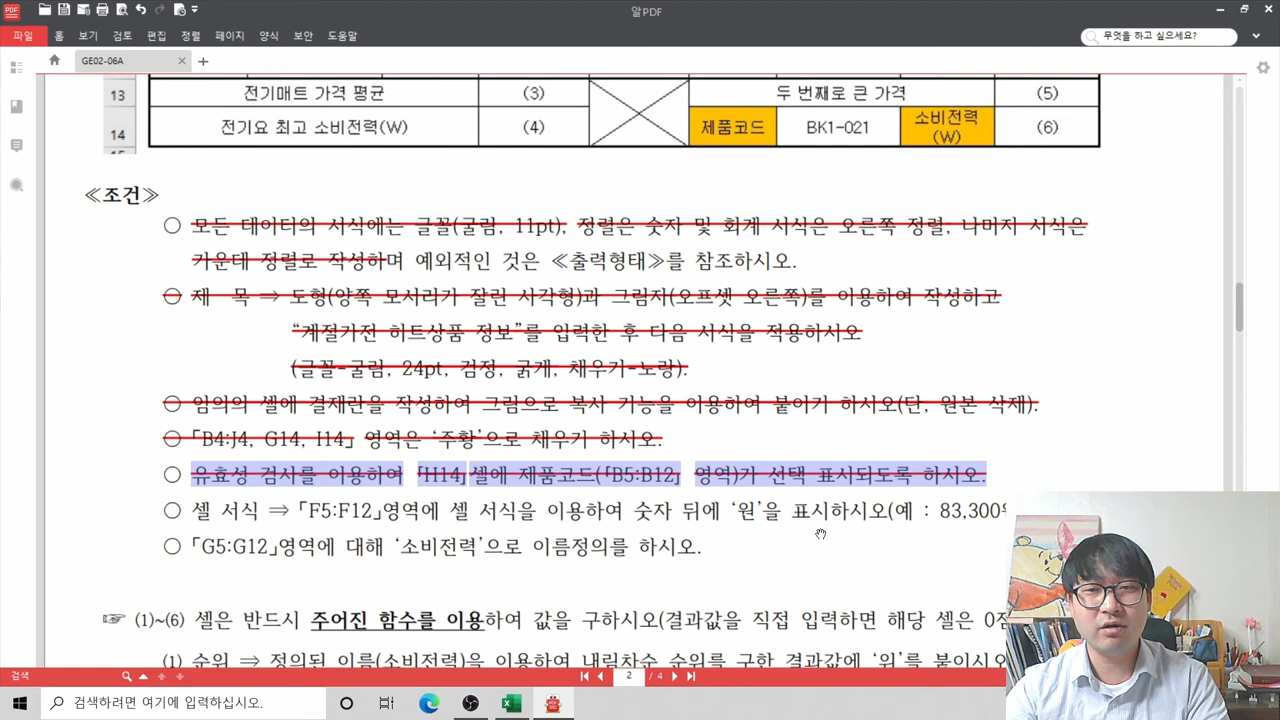 알PDF
파일 홈 보기 검토 편집 정렬 페이지 양식 보안 도움말
무엇을 하고 싶으세요?
GE02-06A
13 전기매트 가격 평균 (3) 두 번째로 큰 가격 (5)
14 전기요 최고 소비전력(W) (4) 제품코드 BK1-021 소비전력(W) (6)
≪조건≫
○ 모든 데이터의 서식에는 글꼴(굴림, 11pt), 정렬은 숫자 및 회계 서식은 오른쪽 정렬, 나머지 서식은
가운데 정렬로 작성하며 예외적인 것은 ≪출력형태≫를 참조하시오.
○ 제 목 ⇒ 도형(양쪽 모서리가 잘린 사각형)과 그림자(오프셋 오른쪽)를 이용하여 작성하고
“계절가전 히트상품 정보”를 입력한 후 다음 서식을 적용하시오
(글꼴-굴림, 24pt, 검정, 굵게, 채우기-노랑).
○ 임의의 셀에 결재란을 작성하여 그림으로 복사 기능을 이용하여 붙이기 하시오(단, 원본 삭제).
○ 「B4:J4, G14, I14」 영역은 ‘주황’으로 채우기 하시오.
○ 유효성 검사를 이용하여 「H14」 셀에 제품코드(「B5:B12」 영역)가 선택 표시되도록 하시오.
○ 셀 서식 ⇒ 「F5:F12」영역에 셀 서식을 이용하여 숫자 뒤에 ‘원’을 표시하시오(예 : 83,300원
○ 「G5:G12」영역에 대해 ‘소비전력’으로 이름정의를 하시오.
☞ (1)~(6) 셀은 반드시 주어진 함수를 이용하여 값을 구하시오(결과값을 직접 입력하면 해당 셀은 0점
(1) 순위 ⇒ 정의된 이름(소비전력)을 이용하여 내림차순 순위를 구한 결과값에 ‘위’를 붙이시오
검색 2 / 4
검색하려면 여기에 입력하십시오.